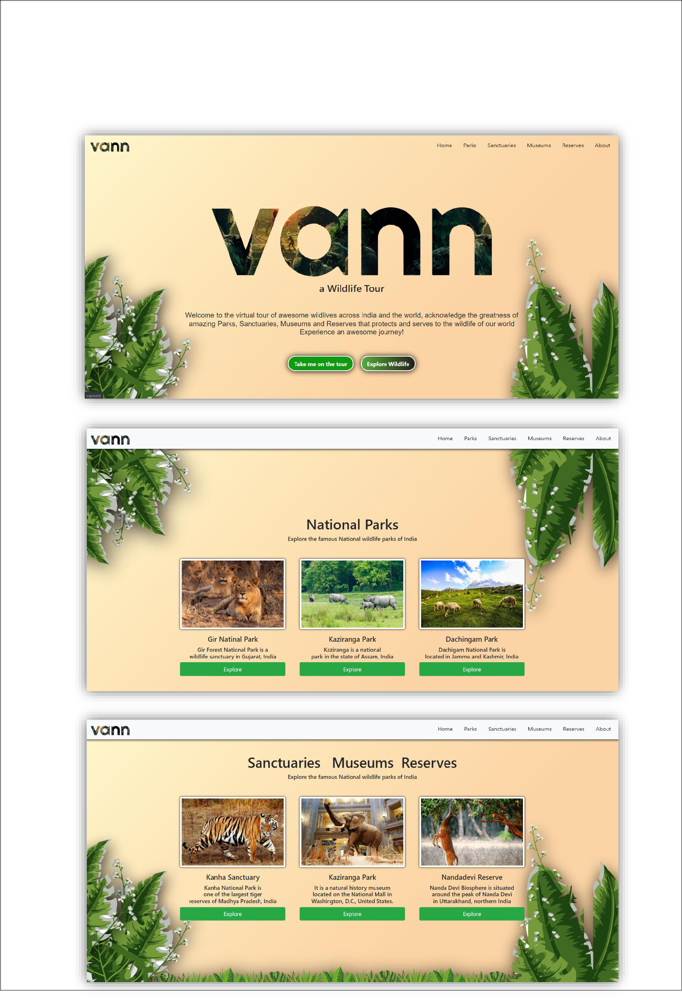 vann
Home Parks Sanctuaries Museums Reserves About
vann
a Wildlife Tour
Welcome to the virtual tour of awesome widlives across India and the world, acknowledge the greatness of
amazing Parks, Sanctuaries, Museums and Reserves that protects and serves to the wildlife of our world
Experience an awesome journey!
Take me on the tour Explore Wildlife
vann.ml
vann
Home Parks Sanctuaries Museums Reserves About
National Parks
Explore the famous National wildlife parks of India
Gir Natinal Park
Gir Forest National Park is a
wildlife sanctuary in Gujarat, India
Explore
Kaziranga Park
Kaziranga is a national
park in the state of Assam, India
Explore
Dachingam Park
Dachigam National Park is
located in Jammu and Kashmir, India
Explore
vann
Home Parks Sanctuaries Museums Reserves About
Sanctuaries Museums Reserves
Explore the famous National wildlife parks of India
Kanha Sanctuary
Kanha National Park is
one of the largest tiger
reserves of Madhya Pradesh, India
Explore
Kaziranga Park
It is a natural history museum
located on the National Mall in
Washington, D.C., United States.
Explore
Nandadevi Reserve
Nanda Devi Biosphere is situated
around the peak of Nanda Devi
in Uttarakhand, northern India
Explore